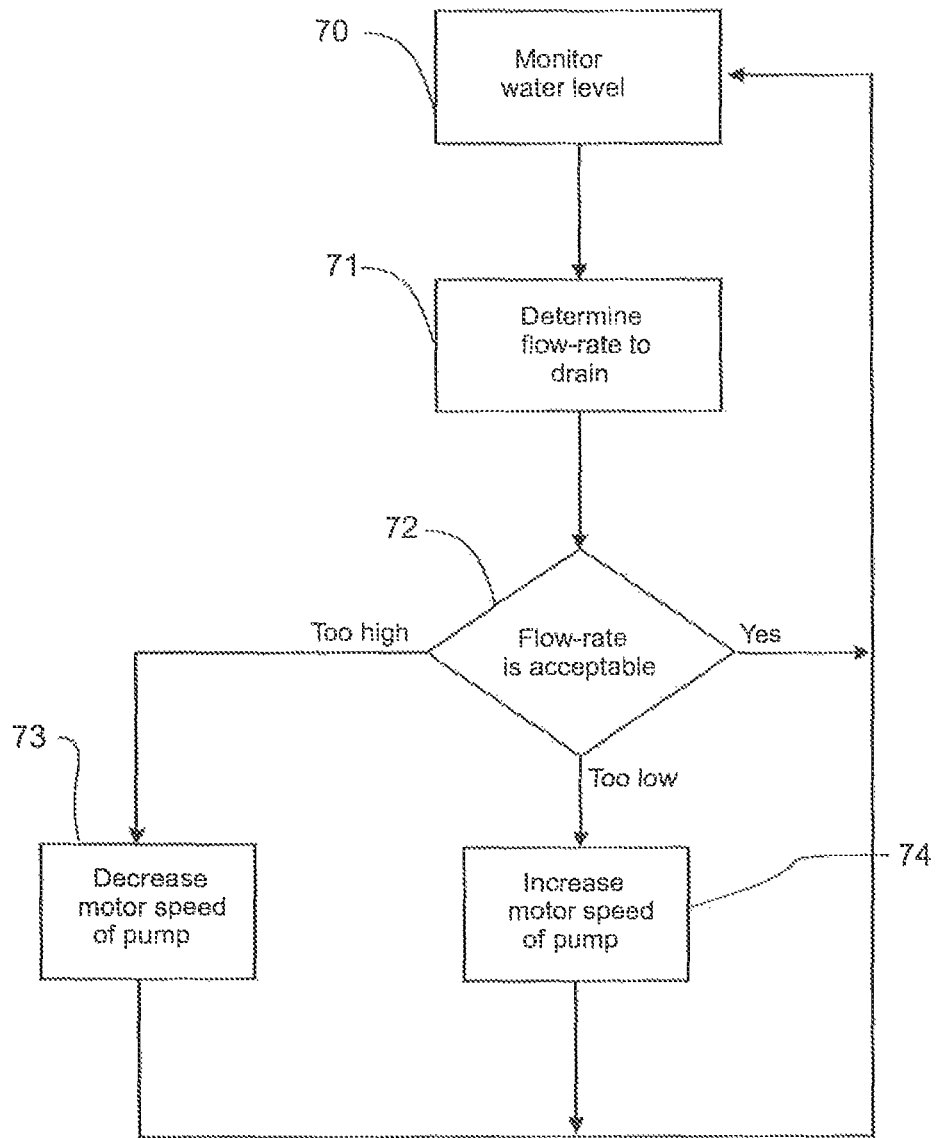 70
Monitor
water level
71
Determine
flow-rate to
drain
72
Too high
Flow-rate
is acceptable
Yes
Too low
73
Decrease
motor speed
of pump
Increase
motor speed
of pump
74